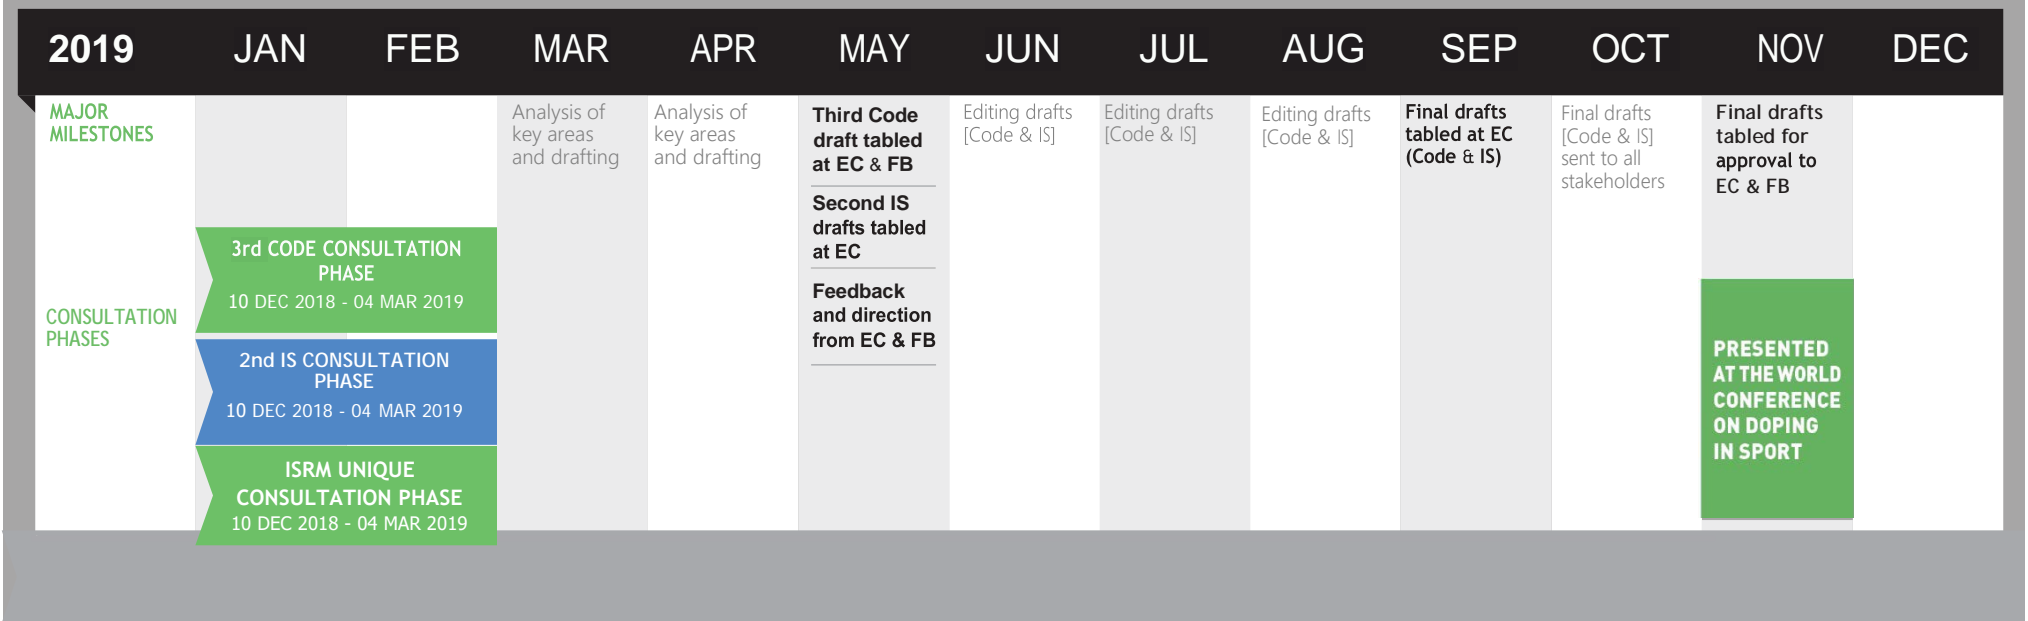 2019 JAN FEB MAR APR MAY JUN JUL AUG SEP OCT NOV DEC
MAJOR
MILESTONES
Analysis of
key areas
and drafting
Analysis of
key areas
and drafting
Third Code
draft tabled
at EC & FB
Second IS
drafts tabled
at EC
Feedback
and direction
from EC & FB
Editing drafts
[Code & IS]
Editing drafts
[Code & IS]
Editing drafts
[Code & IS]
Final drafts
tabled at EC
(Code & IS)
Final drafts
[Code & IS]
sent to all
stakeholders
Final drafts
tabled for
approval to
EC & FB
CONSULTATION
PHASES
3rd CODE CONSULTATION
PHASE
10 DEC 2018 - 04 MAR 2019
2nd IS CONSULTATION
PHASE
10 DEC 2018 - 04 MAR 2019
ISRM UNIQUE
CONSULTATION PHASE
10 DEC 2018 - 04 MAR 2019
PRESENTED
AT THE WORLD
CONFERENCE
ON DOPING
IN SPORT